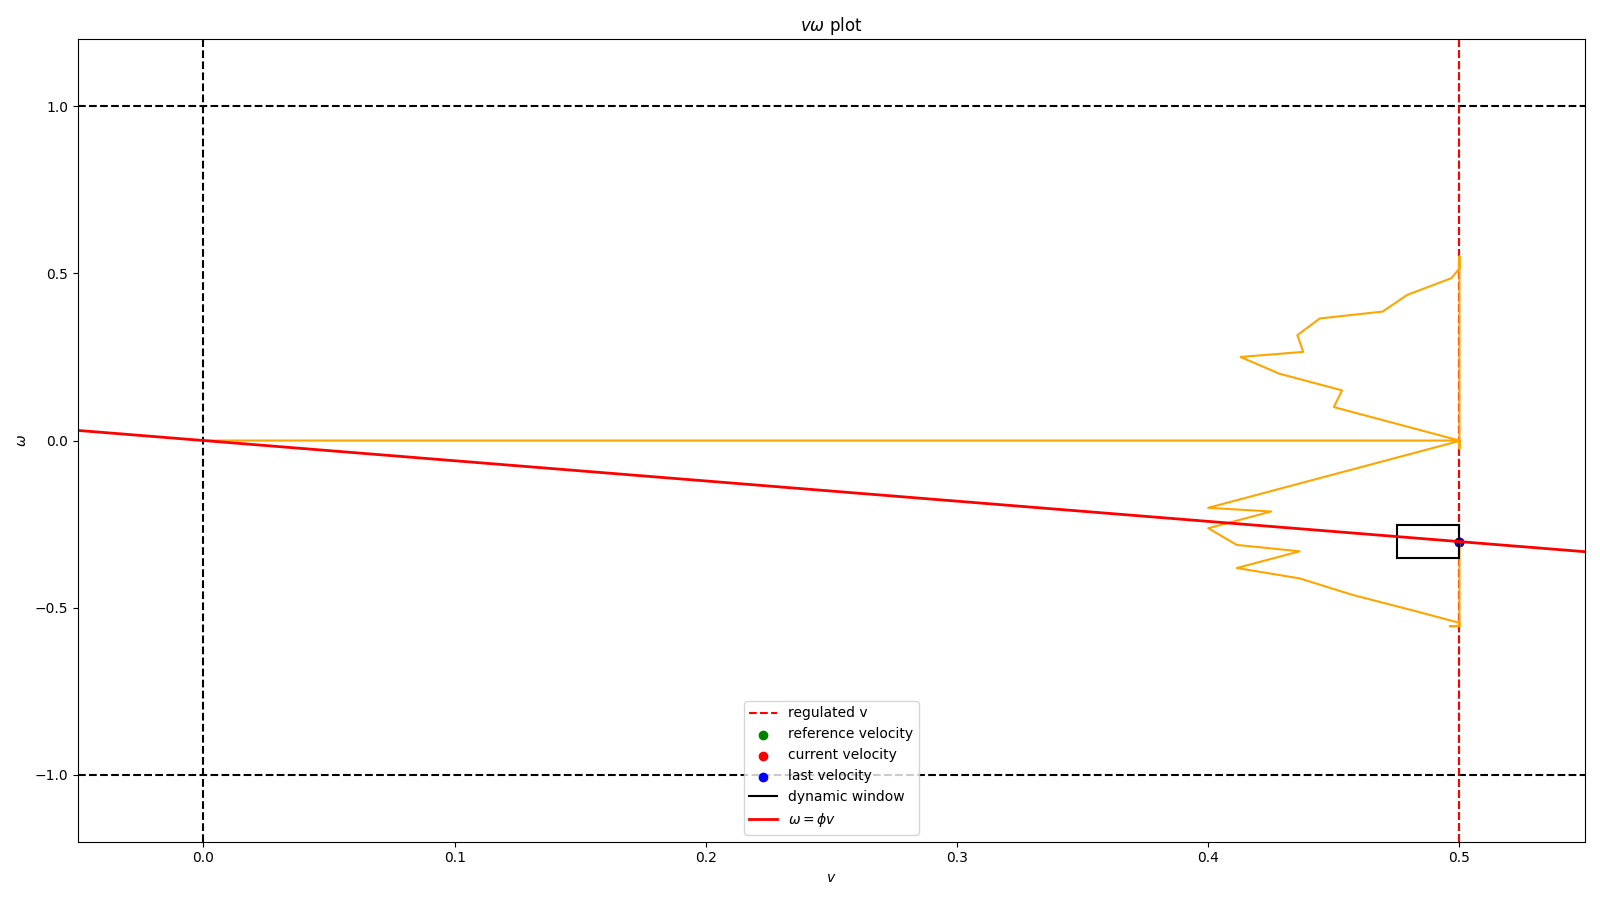 vω plot
1.0
0.5
0.0
−0.5
−1.0
ω
0.0
0.1
0.2
0.3
0.4
0.5
v
regulated v
reference velocity
current velocity
last velocity
dynamic window
ω = ϕv